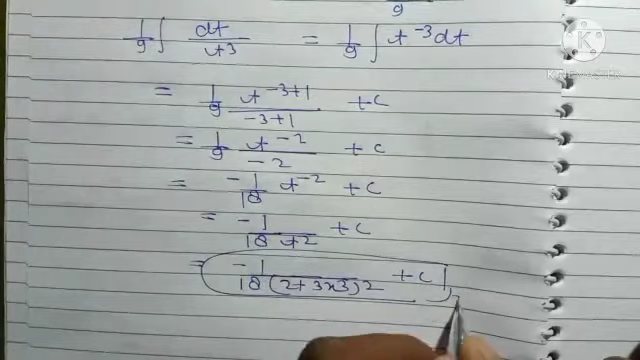 9
1/9 ∫ dt/t³ = 1/9 ∫ t⁻³ dt
= 1/9 t⁻³⁺¹/-3+1 + c
= 1/9 t⁻²/-2 + c
= -1/18 t⁻² + c
= -1/18 t² + c
= -1/18(2+3x³)² + c